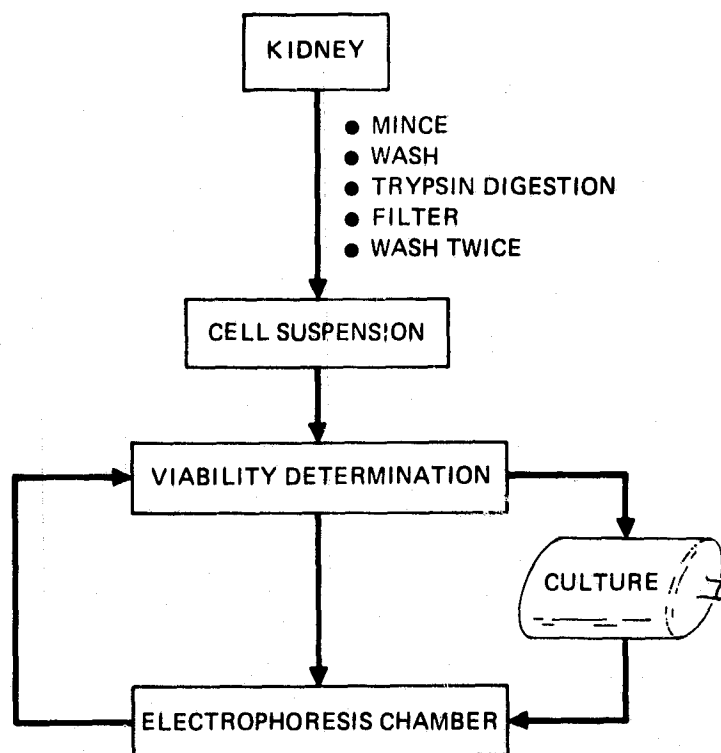 KIDNEY
● MINCE
● WASH
● TRYPSIN DIGESTION
● FILTER
● WASH TWICE
CELL SUSPENSION
VIABILITY DETERMINATION
CULTURE
ELECTROPHORESIS CHAMBER